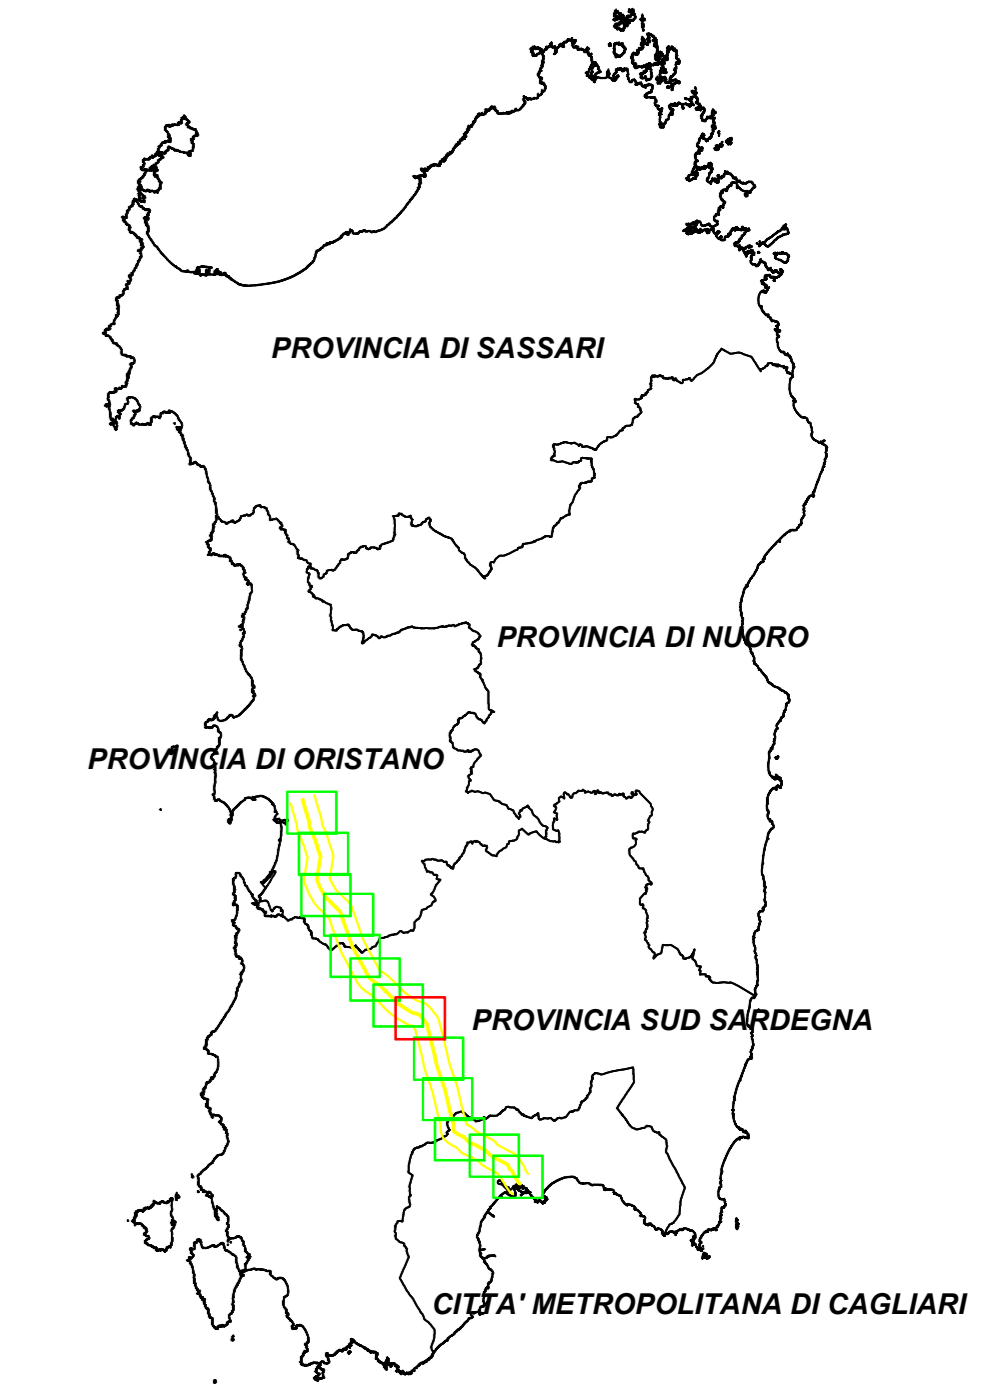 PROVINCIA DI SASSARI
PROVINCIA DI NUORO
PROVINCIA DI ORISTANO
PROVINCIA SUD SARDEGNA
CITTA' METROPOLITANA DI CAGLIARI